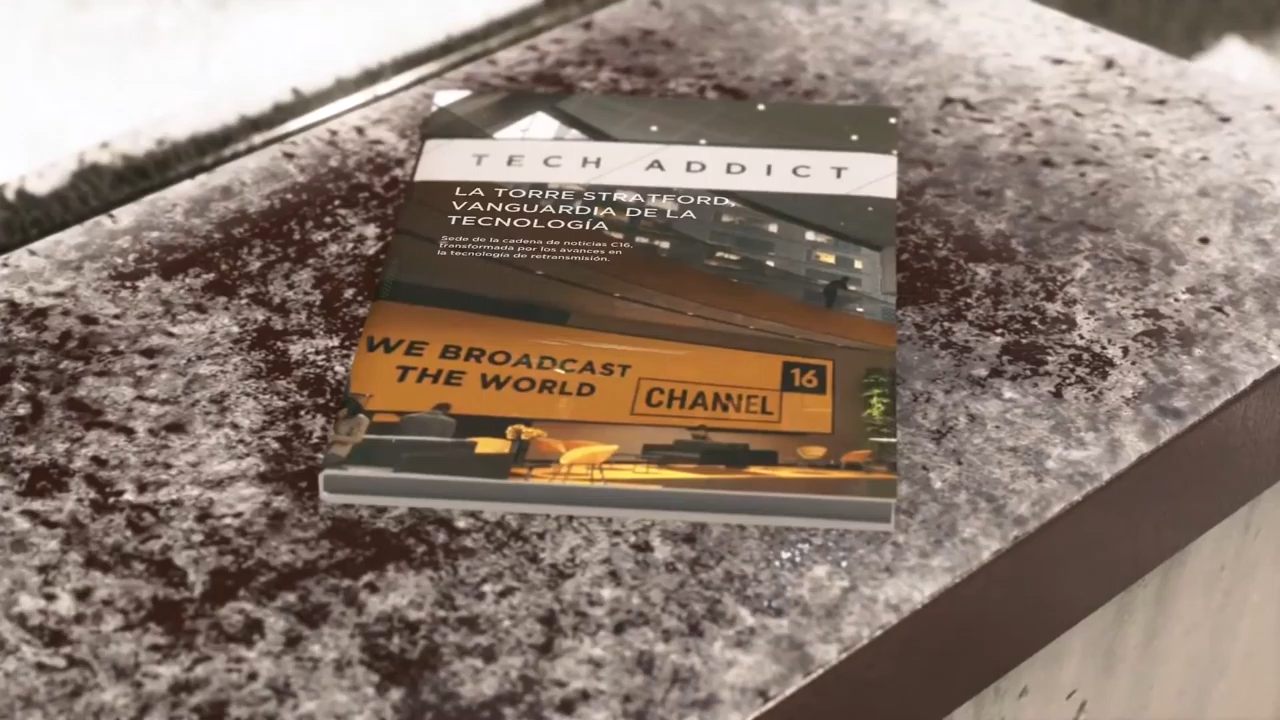 TECH ADDICT
LA TORRE STRATFORD,
VANGUARDIA DE LA
TECNOLOGÍA
Sede de la cadena de noticias C16,
transformada por los avances en
la tecnología de retransmisión.
WE BROADCAST
THE WORLD
CHANNEL
16